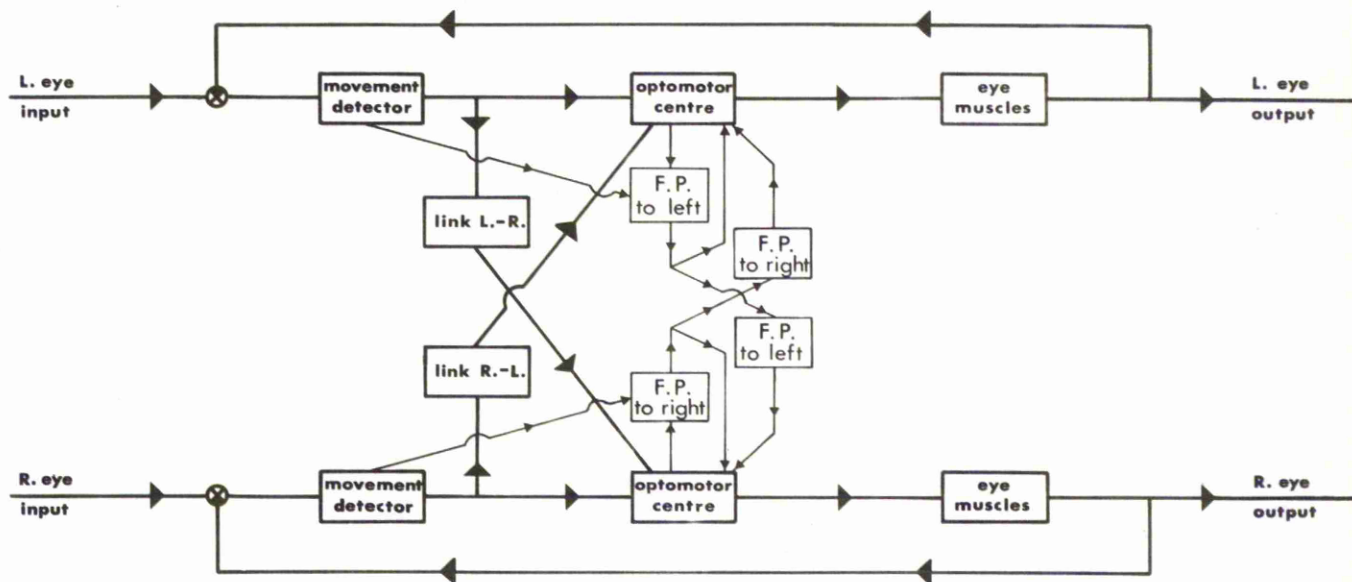 L. eye
input
movement
detector
optomotor
centre
eye
muscles
L. eye
output
F. P.
to left
link L.-R.
F. P.
to right
F. P.
to left
link R.-L.
F. P.
to right
R. eye
input
movement
detector
optomotor
centre
eye
muscles
R. eye
output